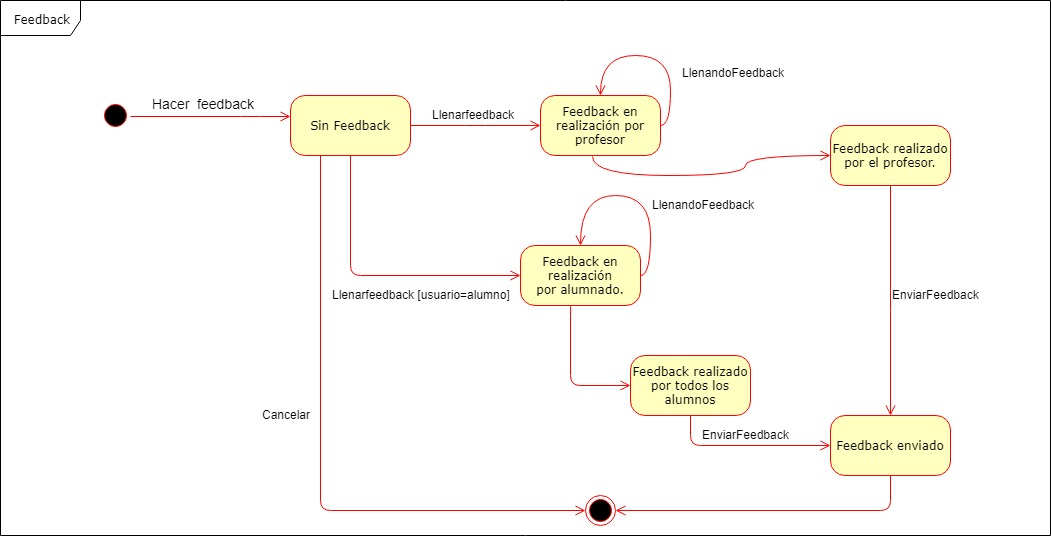 Feedback
LlenandoFeedback
Hacer feedback
Sin Feedback
Llenarfeedback
Feedback en
realización por
profesor
Feedback realizado
por el profesor.
LlenandoFeedback
Feedback en
realización
por alumnado.
Llenarfeedback [usuario=alumno]
EnviarFeedback
Feedback realizado
por todos los
alumnos
Cancelar
EnviarFeedback
Feedback enviado